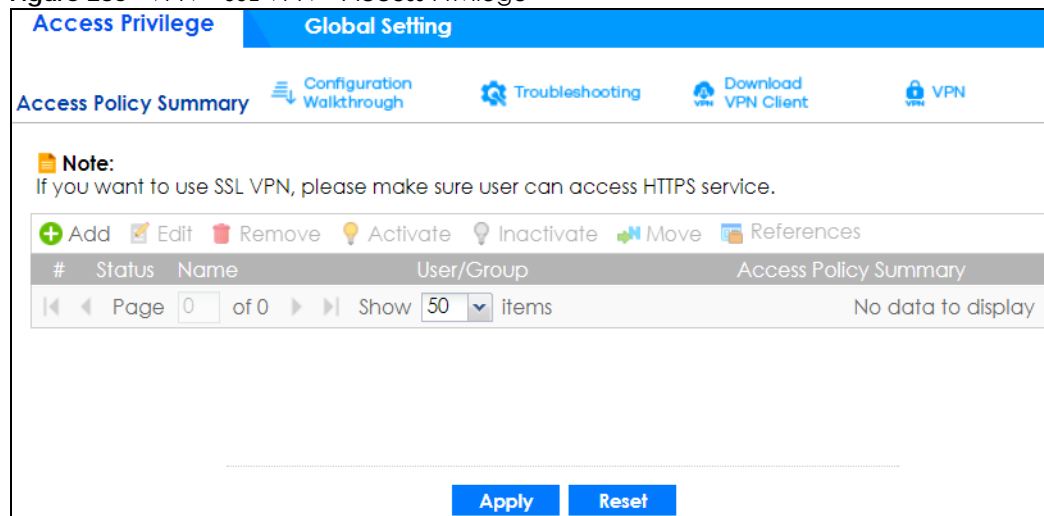 Access Privilege Global Setting
Access Policy Summary Configuration Walkthrough Troubleshooting Download VPN Client VPN
Note:
If you want to use SSL VPN, please make sure user can access HTTPS service.
Add Edit Remove Activate Inactivate Move References
# Status Name User/Group Access Policy Summary
Page 0 of 0 Show 50 items No data to display
Apply Reset